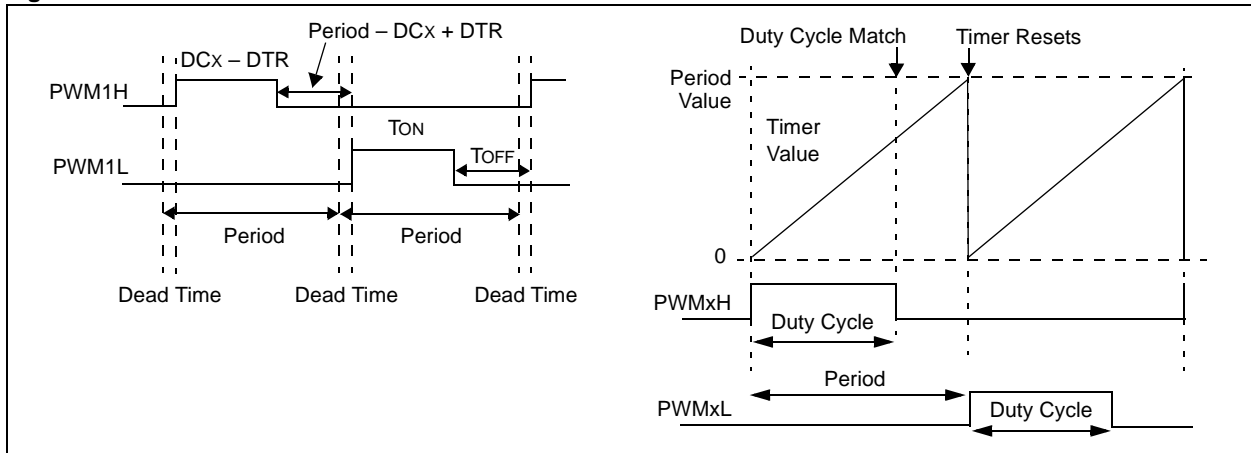 Period – DCX + DTR
DCX – DTR
PWM1H
TON
TOFF
PWM1L
Period
Period
Dead Time
Dead Time
Dead Time
Duty Cycle Match
Timer Resets
Period
Value
Timer
Value
0
PWMxH
Duty Cycle
Period
PWMxL
Duty Cycle